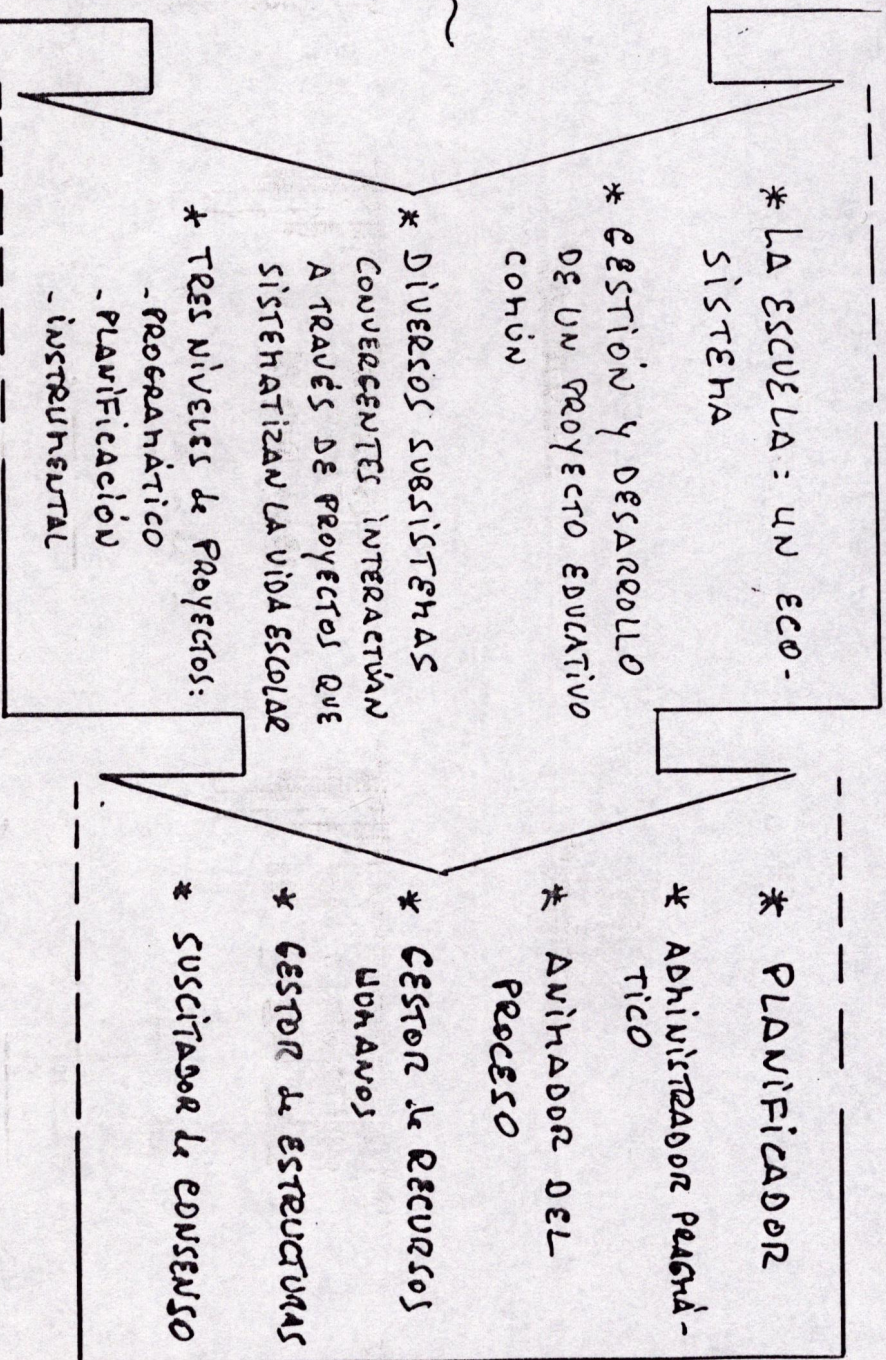 * LA ESCUELA: UN ECO-
SISTEMA
* GESTIÓN Y DESARROLLO
DE UN PROYECTO EDUCATIVO
COMÚN
* DIVERSOS SUBSISTEMAS
CONVERGENTES INTERACTÚAN
A TRAVÉS DE PROYECTOS QUE
SISTEMATIZAN LA VIDA ESCOLAR
* TRES NIVELES de PROYECTOS:
- PROGRAMÁTICO
- PLANIFICACIÓN
- INSTRUMENTAL
* PLANIFICADOR
* ADMINISTRADOR PRAGMÁ-
TICO
* ANIMADOR DEL
PROCESO
* GESTOR de RECURSOS
HUMANOS
* GESTOR de ESTRUCTURAS
* SUSCITADOR de CONSENSO